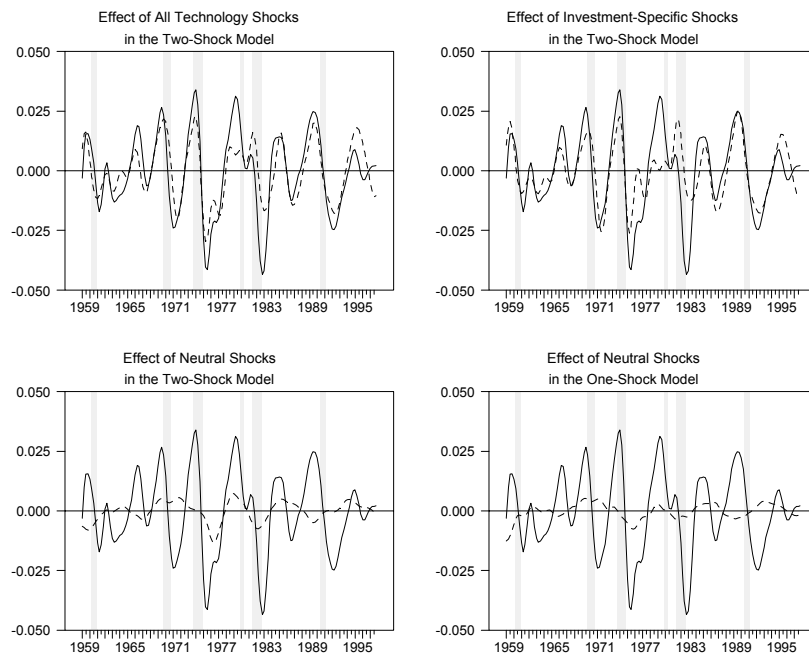 Effect of All Technology Shocks
in the Two-Shock Model
0.050
0.025
0.000
-0.025
-0.050
1959 1965 1971 1977 1983 1989 1995
Effect of Investment-Specific Shocks
in the Two-Shock Model
0.050
0.025
0.000
-0.025
-0.050
1959 1965 1971 1977 1983 1989 1995
Effect of Neutral Shocks
in the Two-Shock Model
0.050
0.025
0.000
-0.025
-0.050
1959 1965 1971 1977 1983 1989 1995
Effect of Neutral Shocks
in the One-Shock Model
0.050
0.025
0.000
-0.025
-0.050
1959 1965 1971 1977 1983 1989 1995